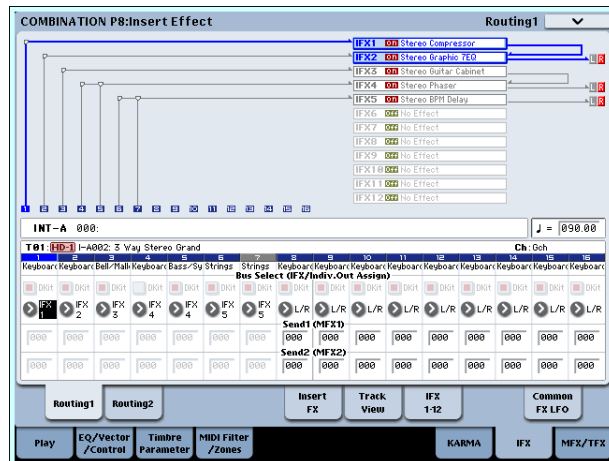 COMBINATION P8:Insert Effect Routing1
IFX1 On Stereo Compressor
IFX2 On Stereo Graphic 7EQ L R
IFX3 On Stereo Guitar Cabinet
IFX4 On Stereo Phaser L R
IFX5 On Stereo BPM Delay L R
IFX6 Off No Effect
IFX7 Off No Effect
IFX8 Off No Effect
IFX9 Off No Effect
IFX10 Off No Effect
IFX11 Off No Effect
IFX12 Off No Effect
1 2 3 4 5 6 7 8 9 10 11 12 13 14 15 16
INT-A 000: ♩ = 090.00
T01: HD-1 I-A002: 3 Way Stereo Grand Ch:Gch
1 2 3 4 5 6 7 8 9 10 11 12 13 14 15 16
Keyboard Keyboard Bell/Mall Keyboard Bass/Sy Strings Strings Keyboard Keyboard Keyboard Keyboard Keyboard Keyboard Keyboard Keyboard Keyboard
Bus Select (IFX/Indiv.Out Assign)
DKit DKit DKit DKit DKit DKit DKit DKit DKit DKit DKit DKit DKit DKit DKit DKit
IFX 1 IFX 2 IFX 3 IFX 4 IFX 4 IFX 5 IFX 5 L/R L/R L/R L/R L/R L/R L/R L/R L/R
Send1 (MFX1)
000 000 000 000 000 000 000 000 000 000 000 000 000 000 000 000
Send2 (MFX2)
000 000 000 000 000 000 000 000 000 000 000 000 000 000 000 000
Routing1 Routing2 Insert FX Track View IFX 1-12 Common FX LFO
Play EQ/Vector /Control Timbre Parameter MIDI Filter /Zones KARMA IFX MFX/TFX